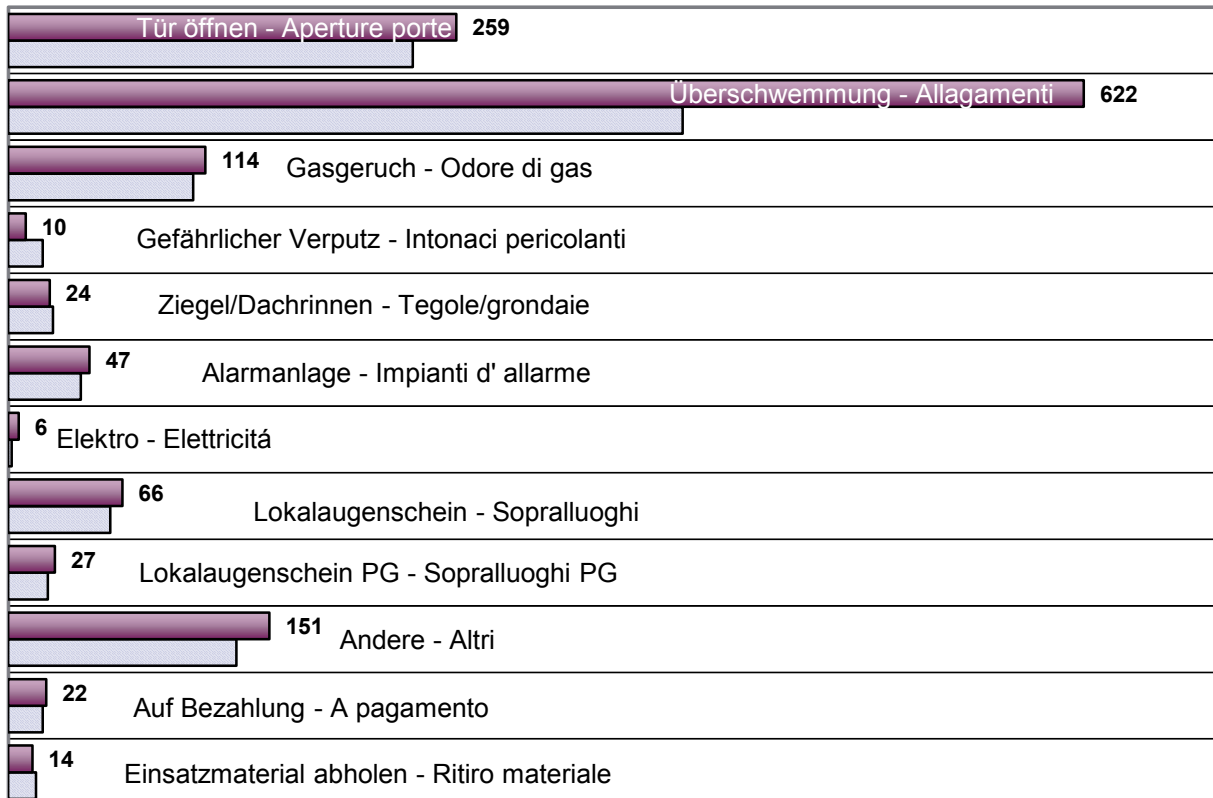 Tür öffnen - Aperture porte 259
Überschwemmung - Allagamenti 622
114 Gasgeruch - Odore di gas
10 Gefährlicher Verputz - Intonaci pericolanti
24 Ziegel/Dachrinnen - Tegole/grondaie
47 Alarmanlage - Impianti d' allarme
6 Elektro - Elettricitá
66 Lokalaugenschein - Sopralluoghi
27 Lokalaugenschein PG - Sopralluoghi PG
151 Andere - Altri
22 Auf Bezahlung - A pagamento
14 Einsatzmaterial abholen - Ritiro materiale